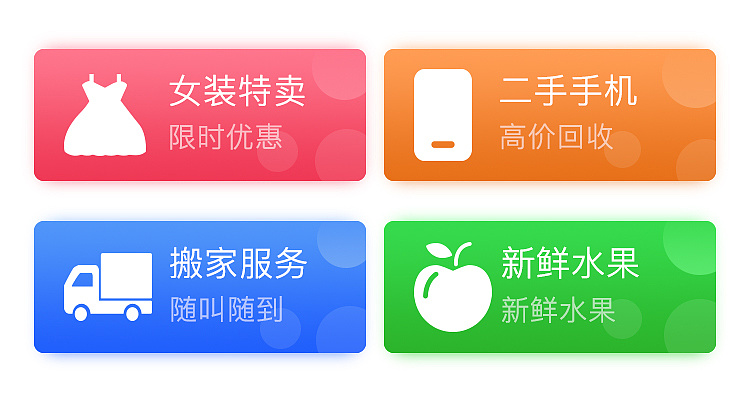 女装特卖
限时优惠
二手手机
高价回收
搬家服务
随叫随到
新鲜水果
新鲜水果